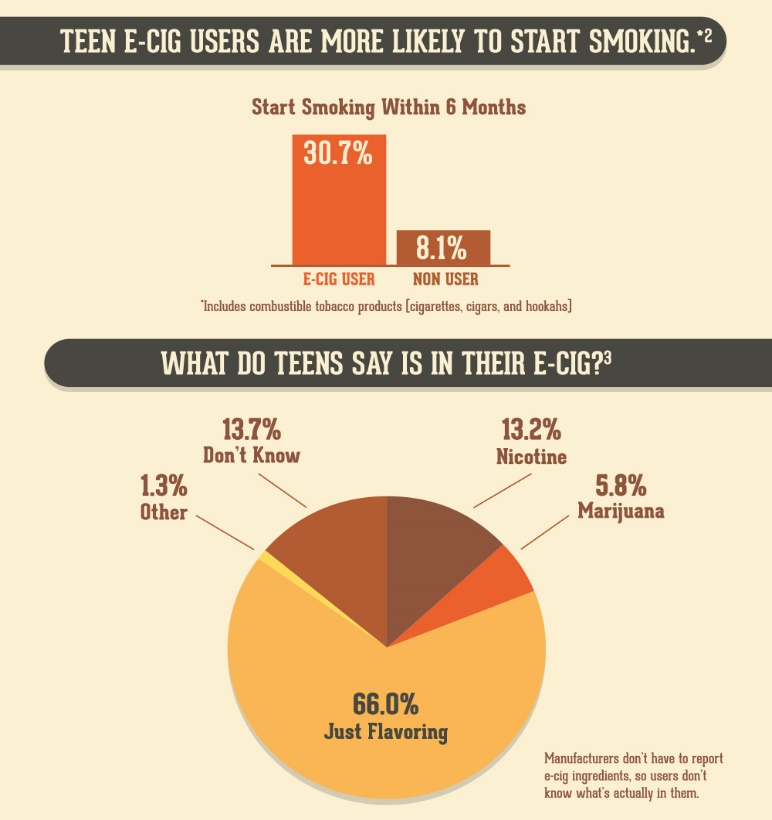 TEEN E-CIG USERS ARE MORE LIKELY TO START SMOKING.*2
Start Smoking Within 6 Months
30.7%
8.1%
E-CIG USER
NON USER
*Includes combustible tobacco products [cigarettes, cigars, and hookahs]
WHAT DO TEENS SAY IS IN THEIR E-CIG?3
13.7%
Don't Know
13.2%
Nicotine
1.3%
Other
5.8%
Marijuana
66.0%
Just Flavoring
Manufacturers don't have to report
e-cig ingredients, so users don't
know what's actually in them.